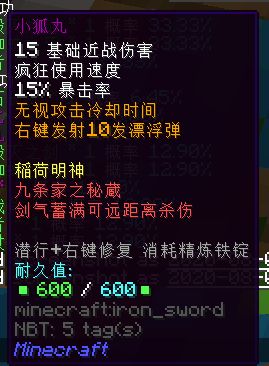 小狐丸
15 基础近战伤害
疯狂使用速度
15% 暴击率
无视攻击冷却时间
右键发射10发漂浮弹
稻荷明神
九条家之秘藏
剑气蓄满可远距离杀伤
潜行+右键修复 消耗精炼铁锭
耐久值:
600 / 600
minecraft:iron_sword
NBT: 5 tag(s)
Minecraft